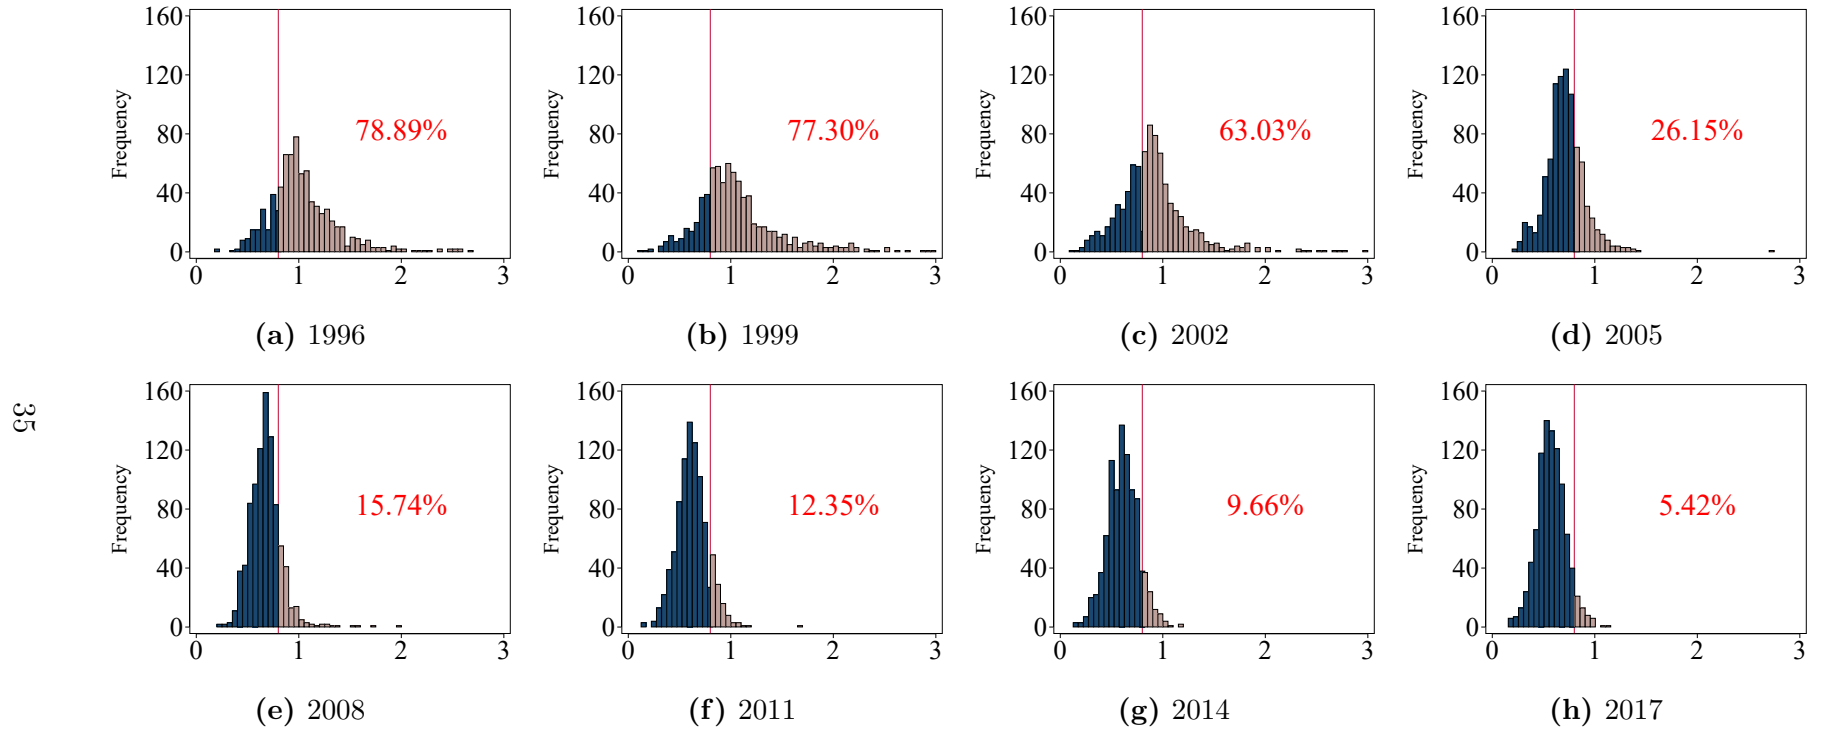 160 160 160 160
120 120 120 120
Frequency 80 78.89% Frequency 80 77.30% Frequency 80 63.03% Frequency 80 26.15%
40 40 40 40
0 0 0 0
0 1 2 3 0 1 2 3 0 1 2 3 0 1 2 3
(a) 1996 (b) 1999 (c) 2002 (d) 2005
35
160 160 160 160
120 120 120 120
Frequency 80 15.74% Frequency 80 12.35% Frequency 80 9.66% Frequency 80 5.42%
40 40 40 40
0 0 0 0
0 1 2 3 0 1 2 3 0 1 2 3 0 1 2 3
(e) 2008 (f) 2011 (g) 2014 (h) 2017